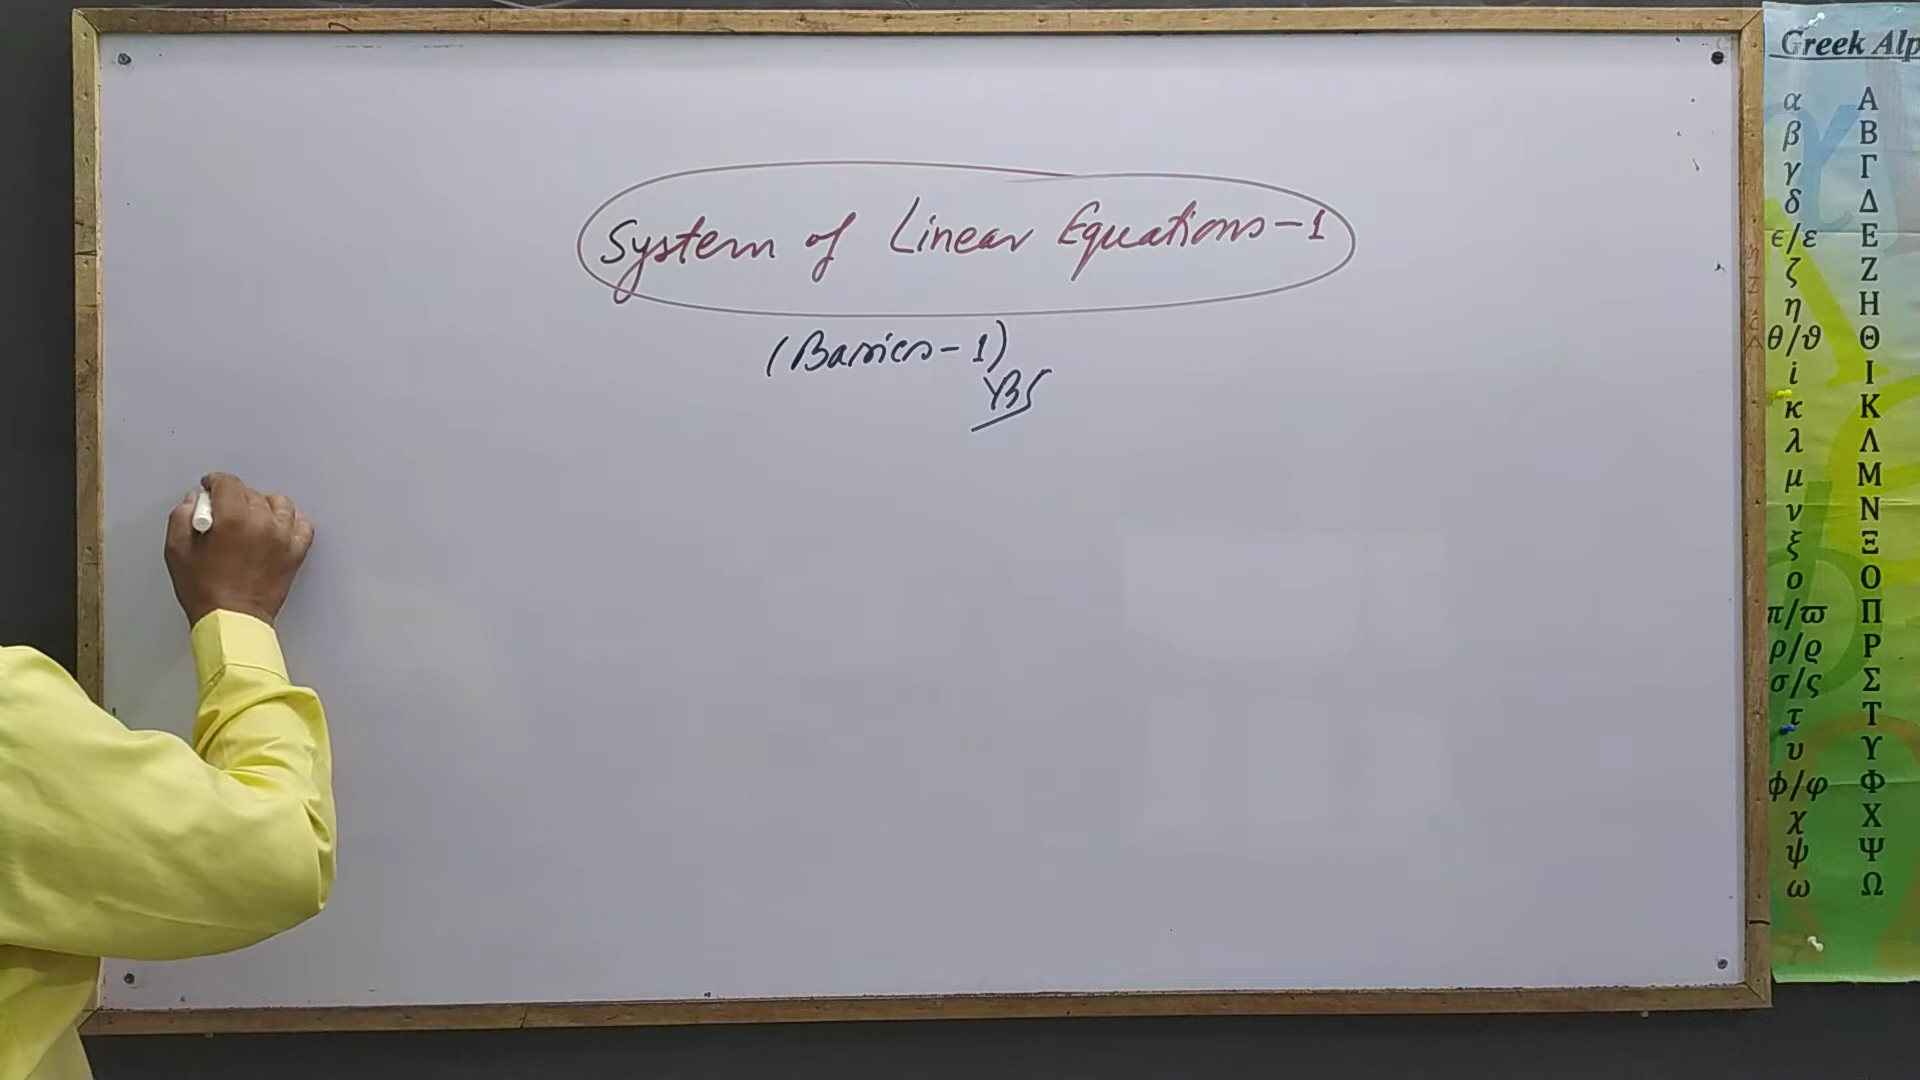 System of Linear Equations-1
(Basics-1)
YBS
Greek Alp
α Α
β Β
γ Γ
δ Δ
ϵ/ε Ε
ζ Ζ
η Η
θ/ϑ Θ
i Ι
κ Κ
λ Λ
μ Μ
ν Ν
ξ Ξ
ο Ο
π/ϖ Π
ρ/ϱ Ρ
σ/ς Σ
τ Τ
υ ϒ
ϕ/φ Φ
χ Χ
ψ Ψ
ω Ω